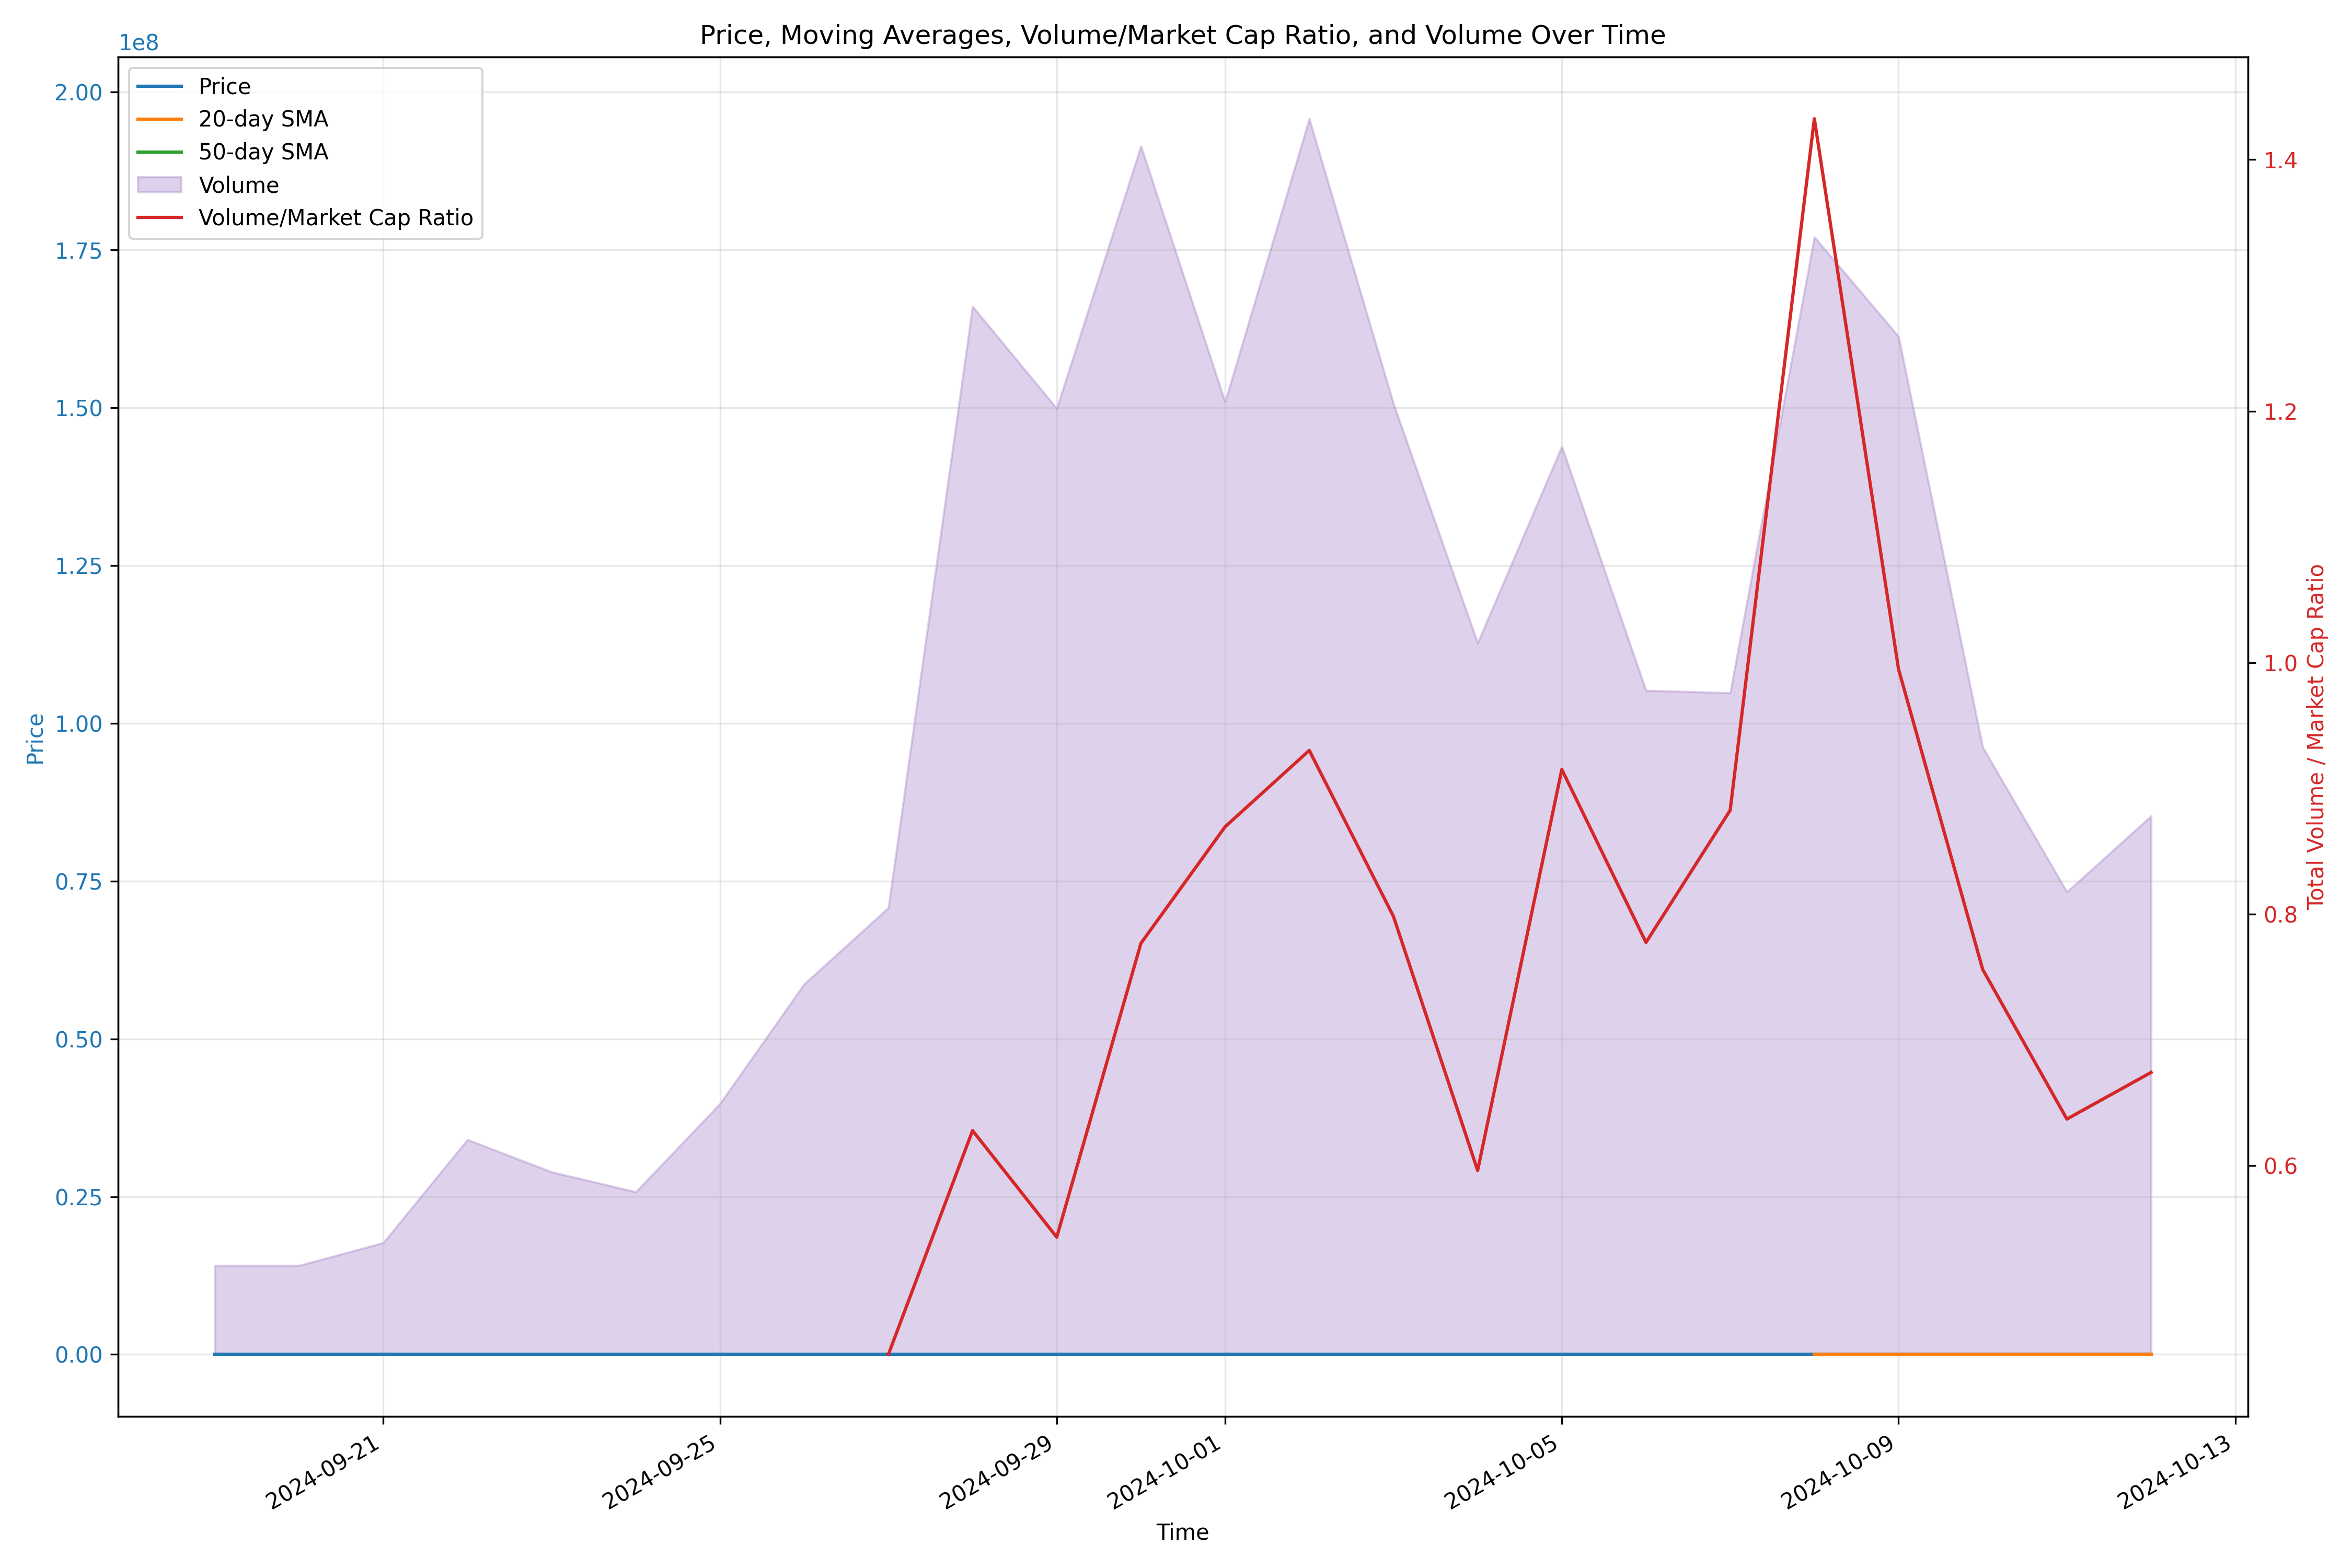 Price, Moving Averages, Volume/Market Cap Ratio, and Volume Over Time
1e8
2.00
1.75
1.50
1.25
1.00
0.75
0.50
0.25
0.00
Price
Price
20-day SMA
50-day SMA
Volume
Volume/Market Cap Ratio
1.4
1.2
1.0
0.8
0.6
Total Volume / Market Cap Ratio
2024-09-21
2024-09-25
2024-09-29
2024-10-01
2024-10-05
2024-10-09
2024-10-13
Time